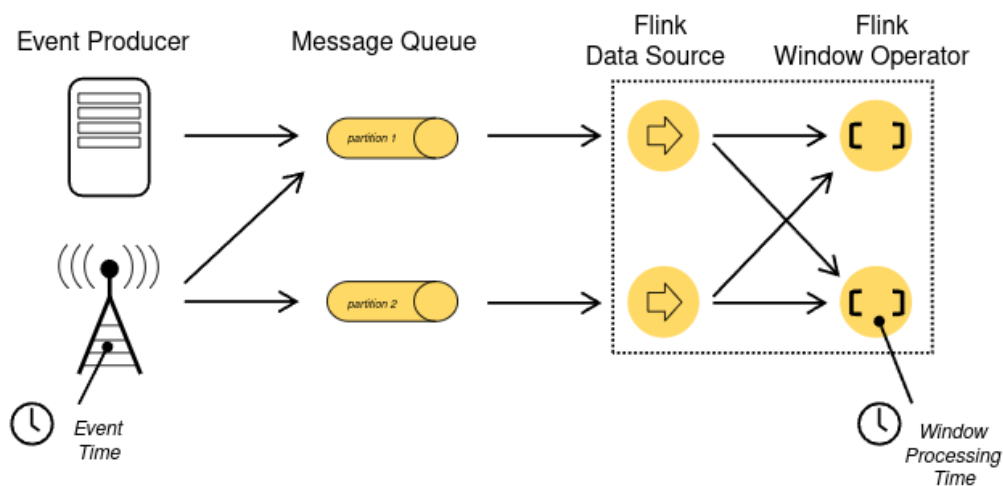 Event Producer
Message Queue
Flink
Data Source
Flink
Window Operator
partition 1
partition 2
Event
Time
Window
Processing
Time